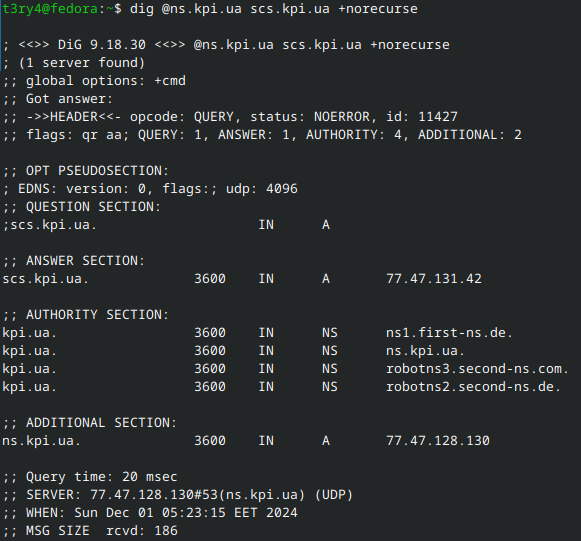 t3ry4@fedora:~$ dig @ns.kpi.ua scs.kpi.ua +norecurse
; <<>> DiG 9.18.30 <<>> @ns.kpi.ua scs.kpi.ua +norecurse
; (1 server found)
;; global options: +cmd
;; Got answer:
;; ->>HEADER<<- opcode: QUERY, status: NOERROR, id: 11427
;; flags: qr aa; QUERY: 1, ANSWER: 1, AUTHORITY: 4, ADDITIONAL: 2
;; OPT PSEUDOSECTION:
; EDNS: version: 0, flags:; udp: 4096
;; QUESTION SECTION:
;scs.kpi.ua. IN A
;; ANSWER SECTION:
scs.kpi.ua. 3600 IN A 77.47.131.42
;; AUTHORITY SECTION:
kpi.ua. 3600 IN NS ns1.first-ns.de.
kpi.ua. 3600 IN NS ns.kpi.ua.
kpi.ua. 3600 IN NS robotns3.second-ns.com.
kpi.ua. 3600 IN NS robotns2.second-ns.de.
;; ADDITIONAL SECTION:
ns.kpi.ua. 3600 IN A 77.47.128.130
;; Query time: 20 msec
;; SERVER: 77.47.128.130#53(ns.kpi.ua) (UDP)
;; WHEN: Sun Dec 01 05:23:15 EET 2024
;; MSG SIZE rcvd: 186